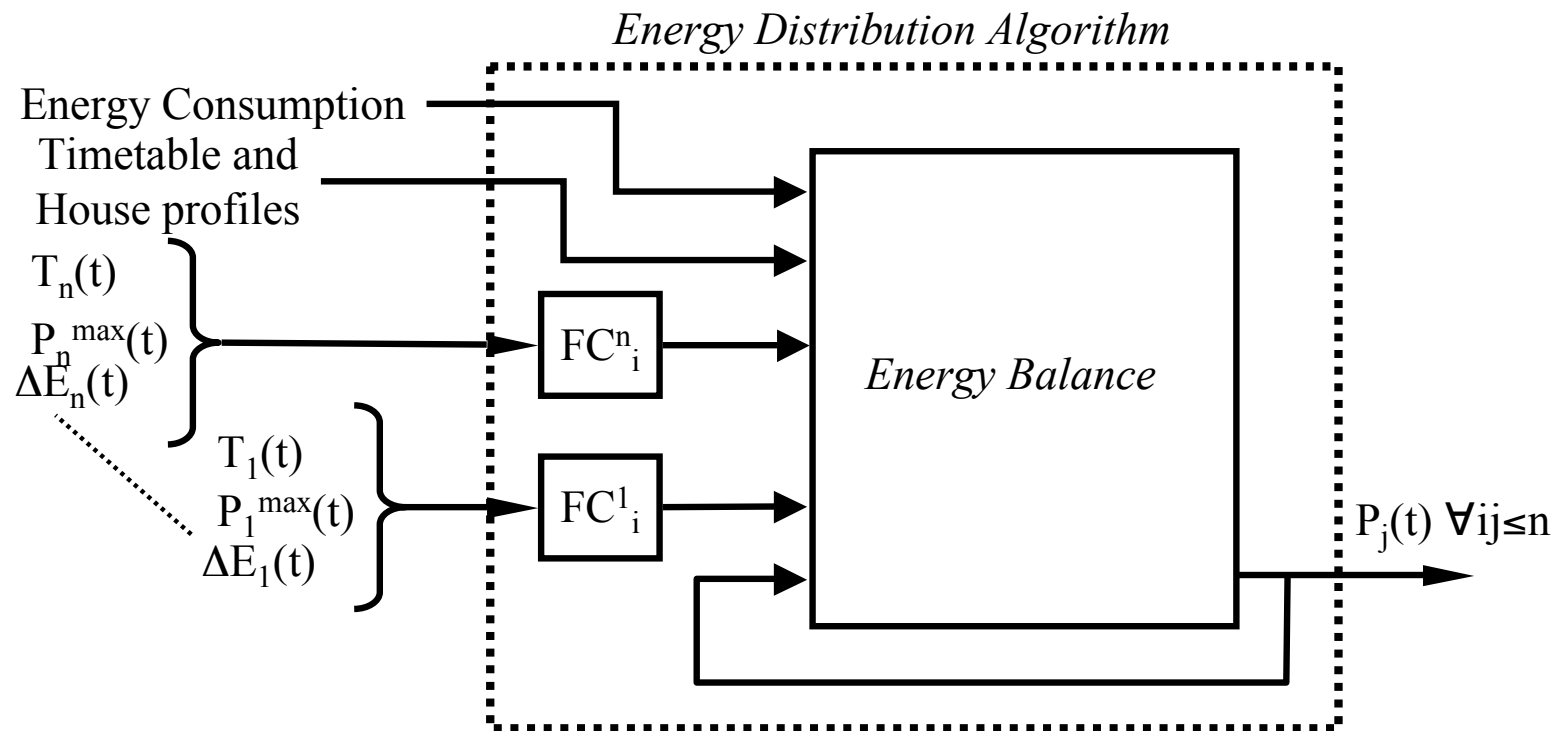 Energy Distribution Algorithm
Energy Consumption
Timetable and
House profiles
Tₙ(t)
Pₙᵐᵃˣ(t)
ΔEₙ(t)
FCⁿᵢ
Energy Balance
T₁(t)
P₁ᵐᵃˣ(t)
ΔE₁(t)
FC¹ᵢ
Pⱼ(t) ∀ij≤n